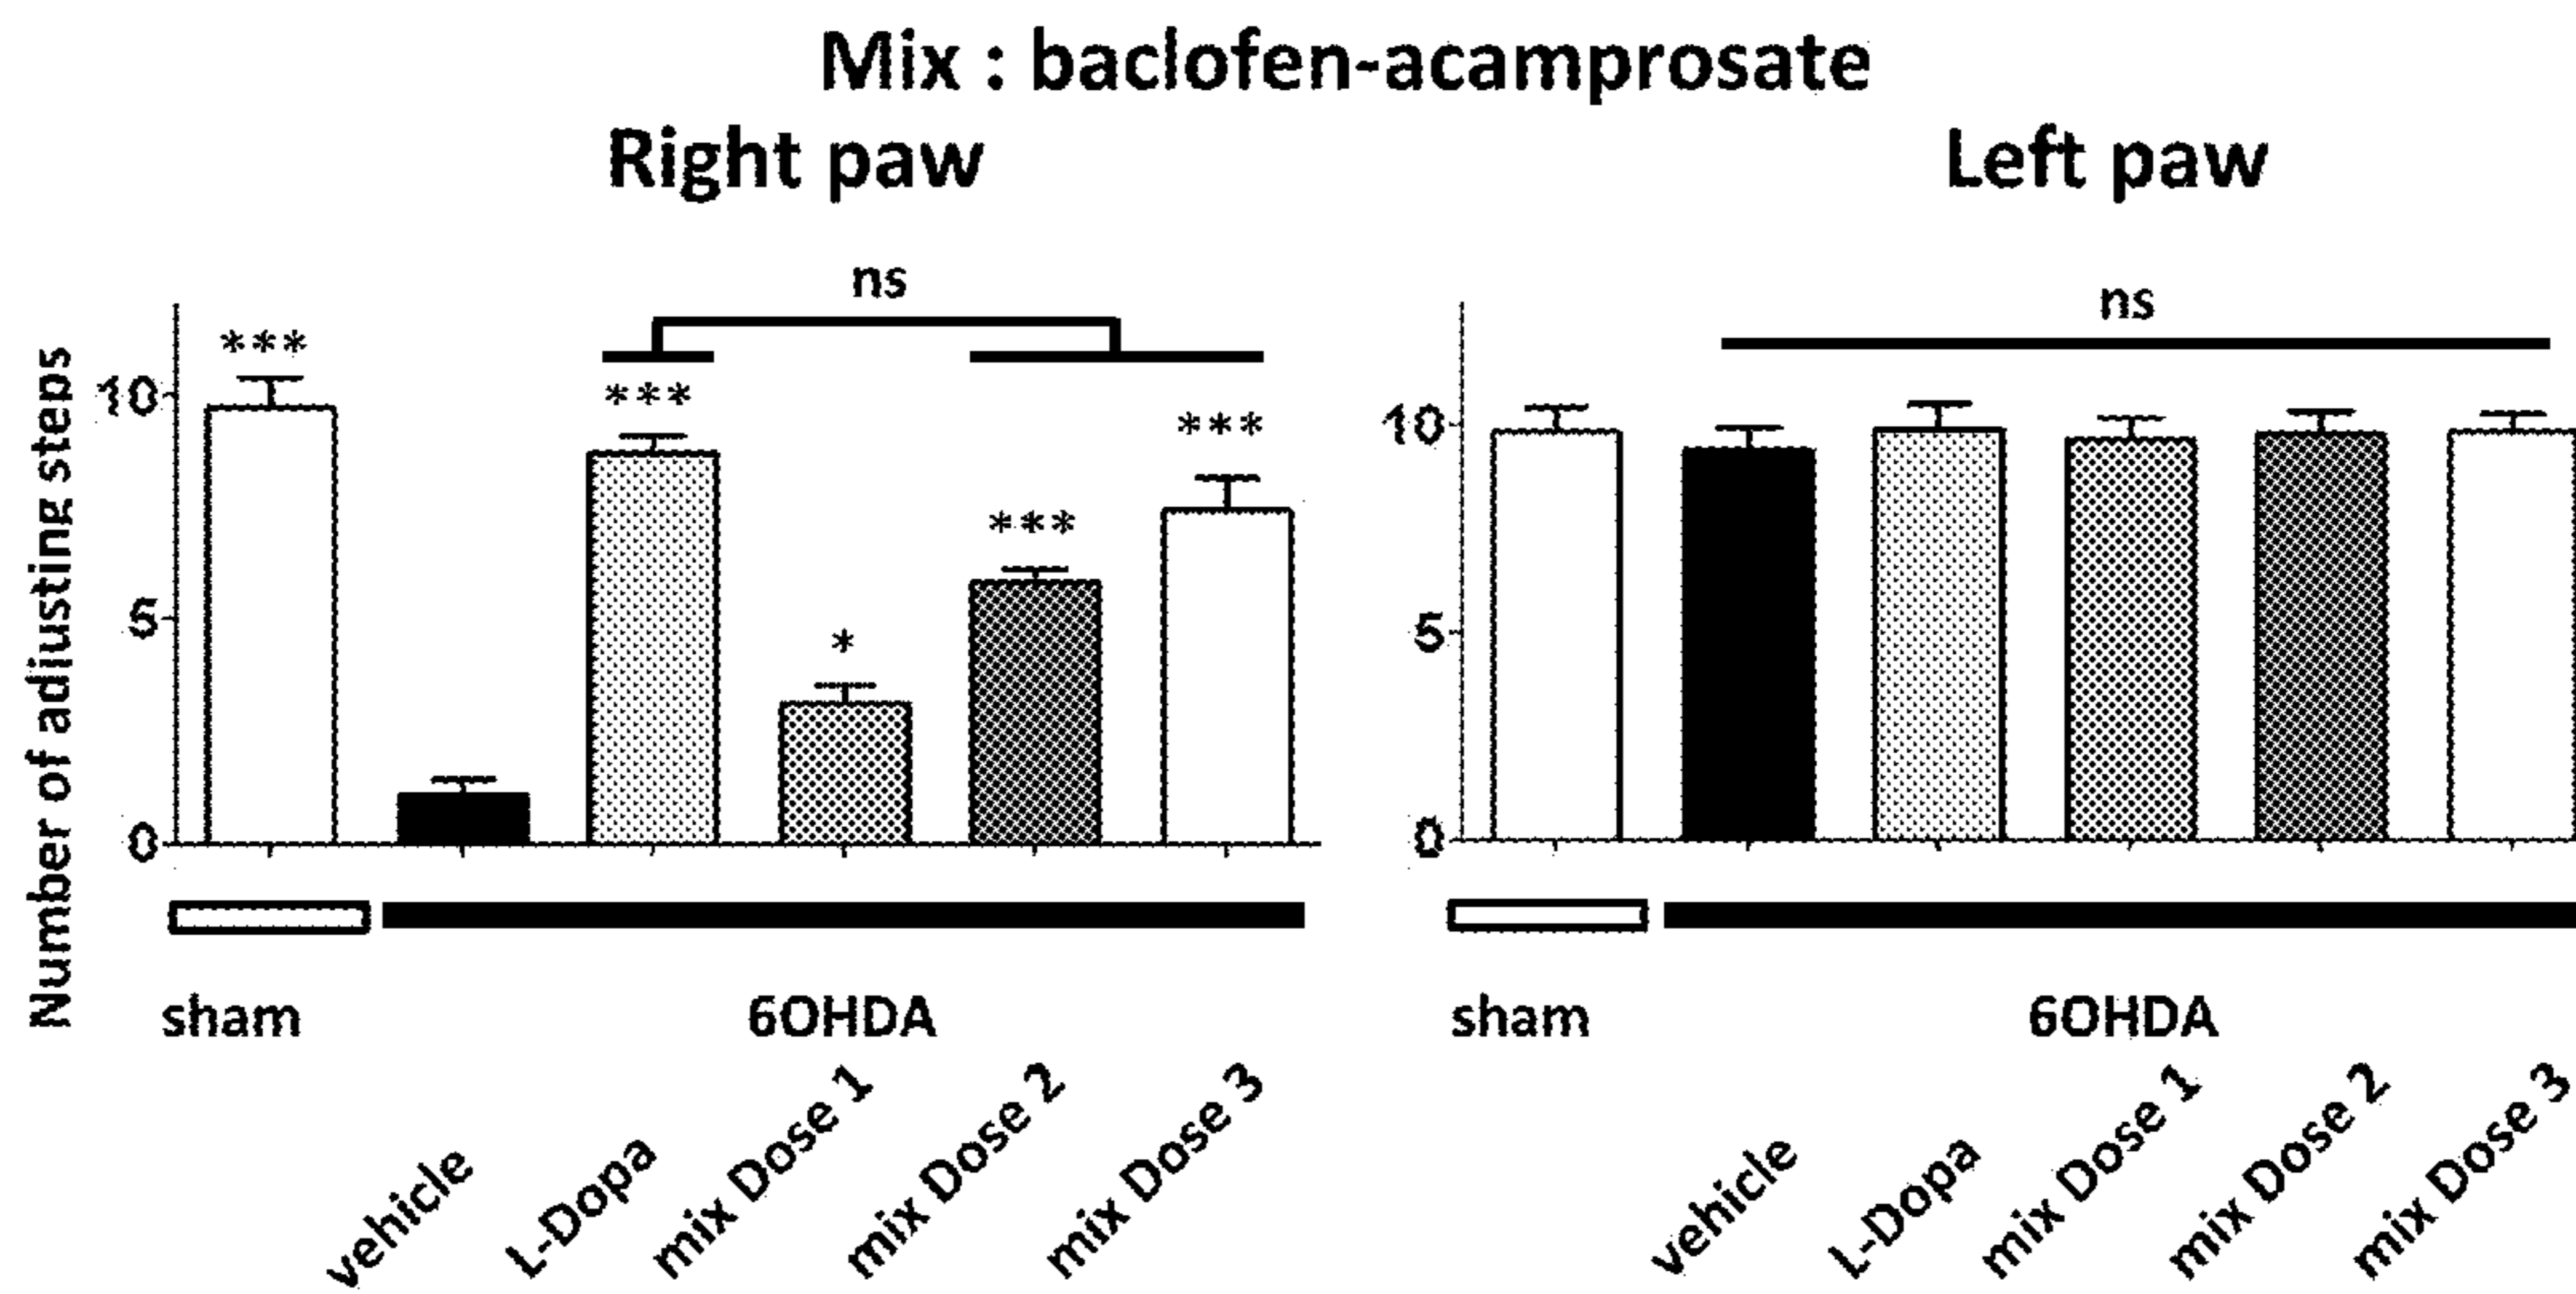 Mix : baclofen-acamprosate
Right paw
Left paw
ns
ns
***
***
***
***
*
Number of adjusting steps
10
5
0
10
5
0
sham
6OHDA
sham
6OHDA
vehicle
L-Dopa
mix Dose 1
mix Dose 2
mix Dose 3
vehicle
L-Dopa
mix Dose 1
mix Dose 2
mix Dose 3